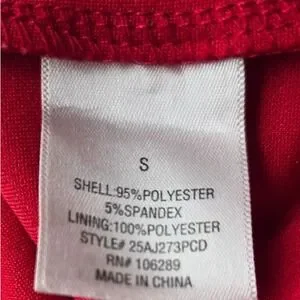 S
SHELL:95%POLYESTER
5%SPANDEX
LINING:100%POLYESTER
STYLE# 25AJ273PCD
RN# 106289
MADE IN CHINA